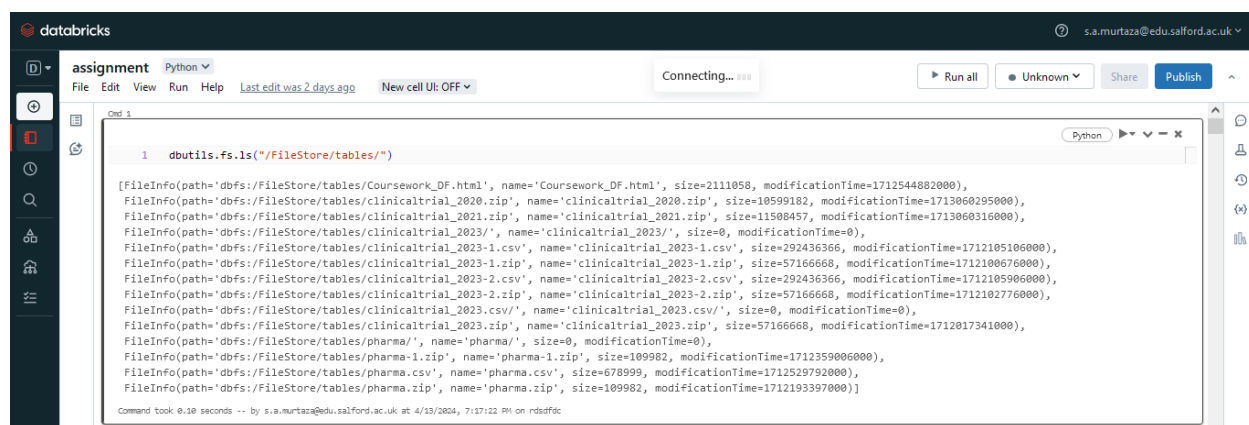 databricks
s.a.murtaza@edu.salford.ac.uk
D
assignment Python
File Edit View Run Help Last edit was 2 days ago New cell UI: OFF
Connecting...
Run all Unknown Share Publish
Cmd 1
Python
1 dbutils.fs.ls("/FileStore/tables/")
[FileInfo(path='dbfs:/FileStore/tables/Coursework_DF.html', name='Coursework_DF.html', size=2111058, modificationTime=1712544882000),
FileInfo(path='dbfs:/FileStore/tables/clinicaltrial_2020.zip', name='clinicaltrial_2020.zip', size=10599182, modificationTime=1713060295000),
FileInfo(path='dbfs:/FileStore/tables/clinicaltrial_2021.zip', name='clinicaltrial_2021.zip', size=11508457, modificationTime=1713060316000),
FileInfo(path='dbfs:/FileStore/tables/clinicaltrial_2023/', name='clinicaltrial_2023/', size=0, modificationTime=0),
FileInfo(path='dbfs:/FileStore/tables/clinicaltrial_2023-1.csv', name='clinicaltrial_2023-1.csv', size=292436366, modificationTime=1712105106000),
FileInfo(path='dbfs:/FileStore/tables/clinicaltrial_2023-1.zip', name='clinicaltrial_2023-1.zip', size=57166668, modificationTime=1712100676000),
FileInfo(path='dbfs:/FileStore/tables/clinicaltrial_2023-2.csv', name='clinicaltrial_2023-2.csv', size=292436366, modificationTime=1712105906000),
FileInfo(path='dbfs:/FileStore/tables/clinicaltrial_2023-2.zip', name='clinicaltrial_2023-2.zip', size=57166668, modificationTime=1712102776000),
FileInfo(path='dbfs:/FileStore/tables/clinicaltrial_2023.csv/', name='clinicaltrial_2023.csv/', size=0, modificationTime=0),
FileInfo(path='dbfs:/FileStore/tables/clinicaltrial_2023.zip', name='clinicaltrial_2023.zip', size=57166668, modificationTime=1712017341000),
FileInfo(path='dbfs:/FileStore/tables/pharma/', name='pharma/', size=0, modificationTime=0),
FileInfo(path='dbfs:/FileStore/tables/pharma-1.zip', name='pharma-1.zip', size=109982, modificationTime=1712359006000),
FileInfo(path='dbfs:/FileStore/tables/pharma.csv', name='pharma.csv', size=678999, modificationTime=1712529792000),
FileInfo(path='dbfs:/FileStore/tables/pharma.zip', name='pharma.zip', size=109982, modificationTime=1712193397000)]
Command took 0.10 seconds -- by s.a.murtaza@edu.salford.ac.uk at 4/13/2024, 7:17:22 PM on rdsdfdc